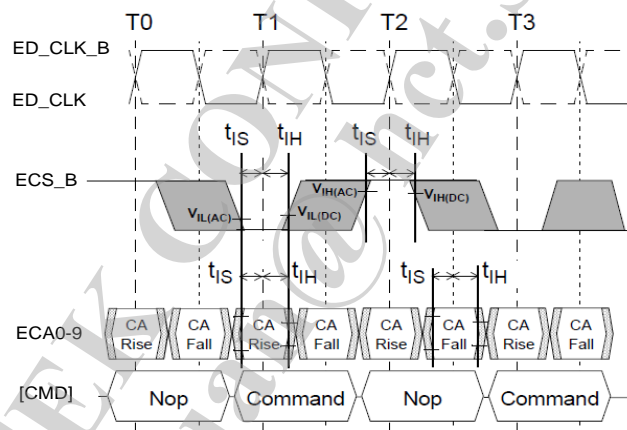 T0 T1 T2 T3
ED_CLK_B
ED_CLK
tIS tIH tIS tIH
ECS_B
VIL(AC) VIL(DC) VIH(AC) VIH(DC)
tIS tIH tIS tIH
ECA0-9 CA Rise CA Fall CA Rise CA Fall CA Rise CA Fall CA Rise CA Fall
[CMD] Nop Command Nop Command